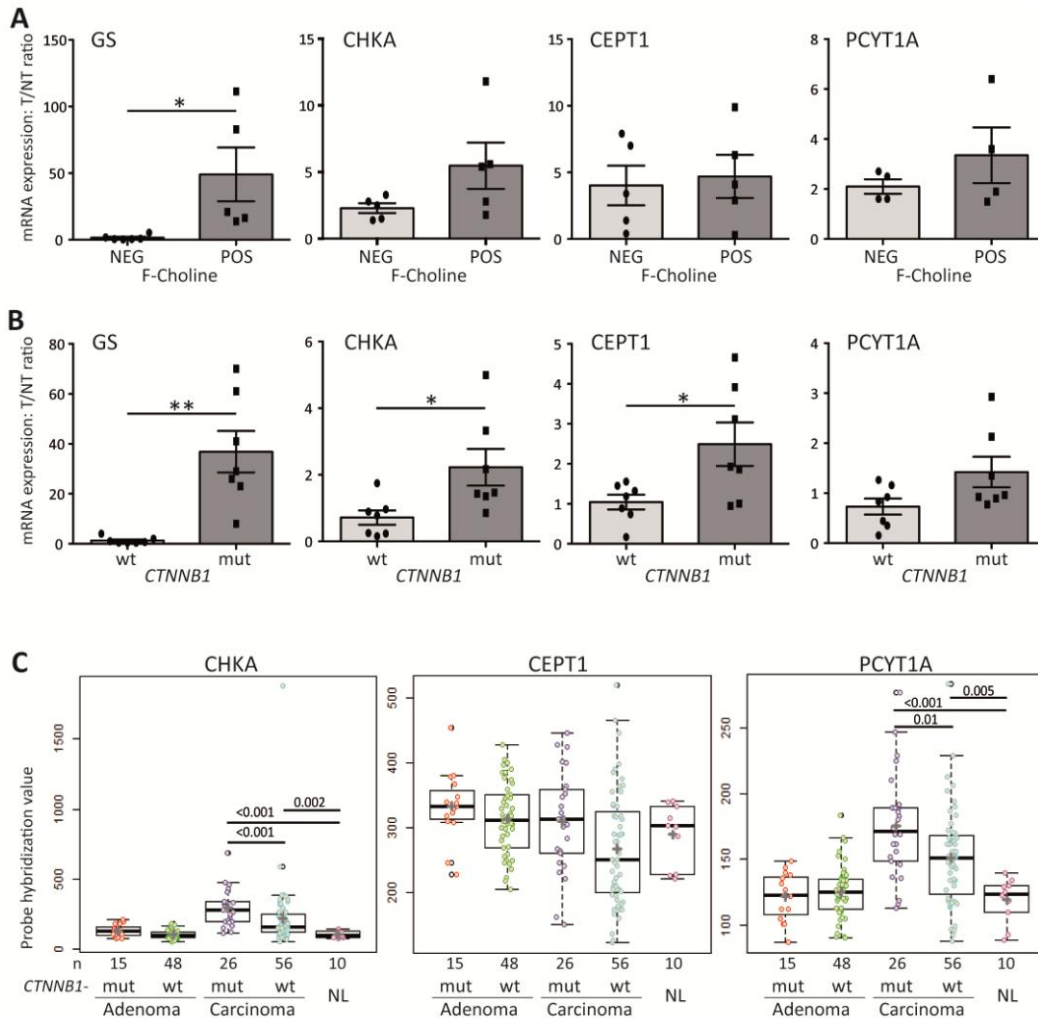 A
GS
CHKA
CEPT1
PCYT1A
mRNA expression: T/NT ratio
150
100
50
0
*
NEG
POS
F-Choline
15
10
5
0
NEG
POS
F-Choline
15
10
5
0
NEG
POS
F-Choline
8
6
4
2
0
NEG
POS
F-Choline
B
GS
CHKA
CEPT1
PCYT1A
mRNA expression: T/NT ratio
80
60
40
20
0
**
wt
mut
CTNNB1
6
4
2
0
*
wt
mut
CTNNB1
5
4
3
2
1
0
*
wt
mut
CTNNB1
4
3
2
1
0
wt
mut
CTNNB1
C
CHKA
CEPT1
PCYT1A
Probe hybridization value
1500
1000
500
0
<0.001
0.002
<0.001
500
400
300
200
250
200
150
100
0.005
<0.001
0.01
n 15 48 26 56 10
15 48 26 56 10
15 48 26 56 10
CTNNB1- mut wt mut wt NL
mut wt mut wt NL
mut wt mut wt NL
Adenoma Carcinoma
Adenoma Carcinoma
Adenoma Carcinoma